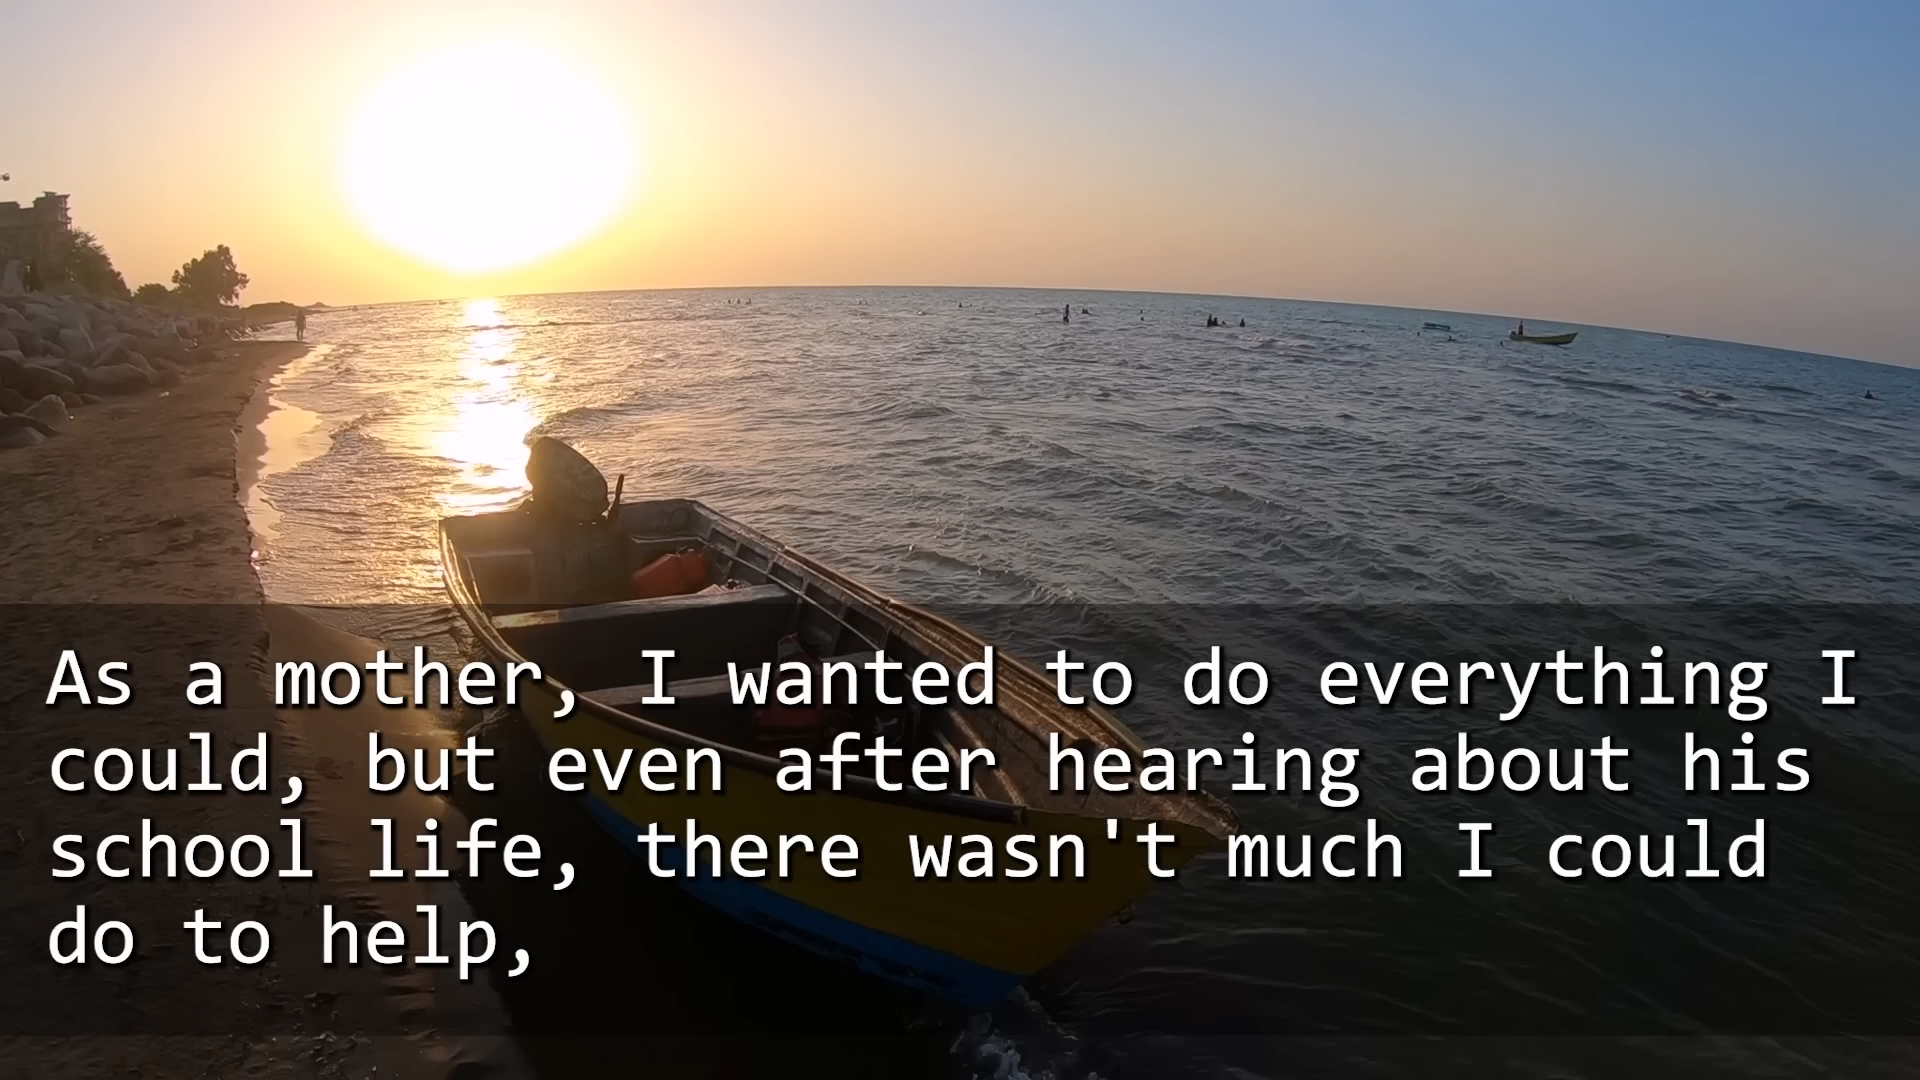 As a mother, I wanted to do everything I
could, but even after hearing about his
school life, there wasn't much I could
do to help,